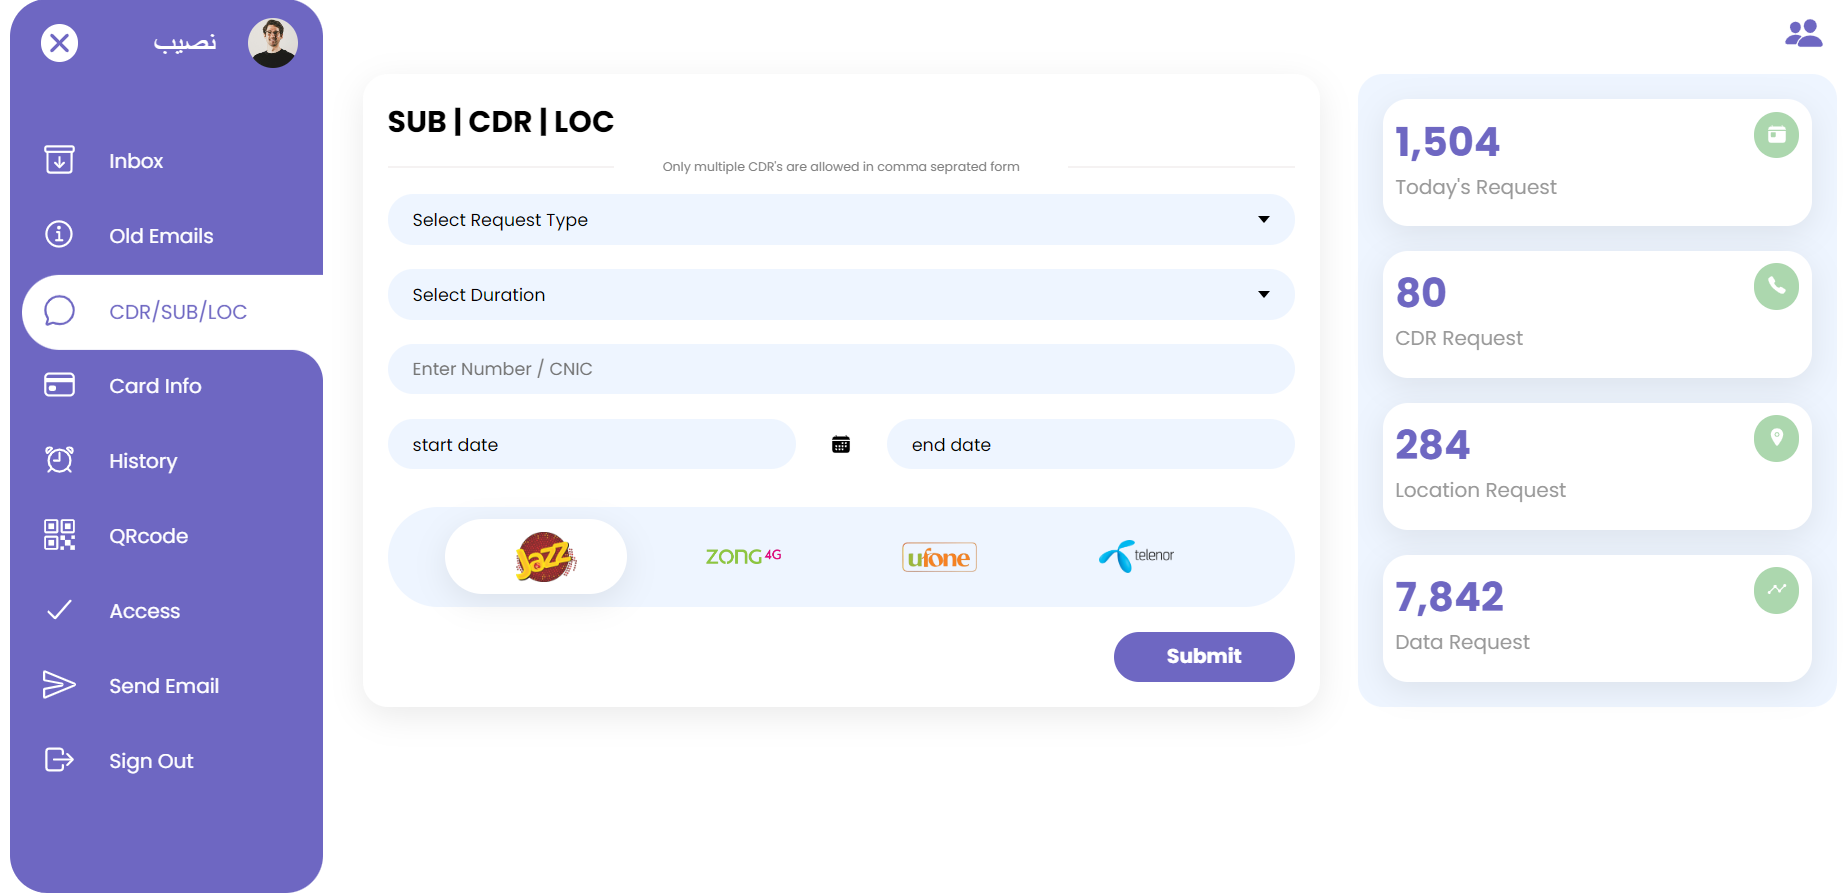 نصیب
Inbox
Old Emails
CDR/SUB/LOC
Card Info
History
QRcode
Access
Send Email
Sign Out
SUB | CDR | LOC
Only multiple CDR's are allowed in comma seprated form
Select Request Type
Select Duration
Enter Number / CNIC
start date
end date
Jazz
ZONG 4G
ufone
telenor
Submit
1,504
Today's Request
80
CDR Request
284
Location Request
7,842
Data Request